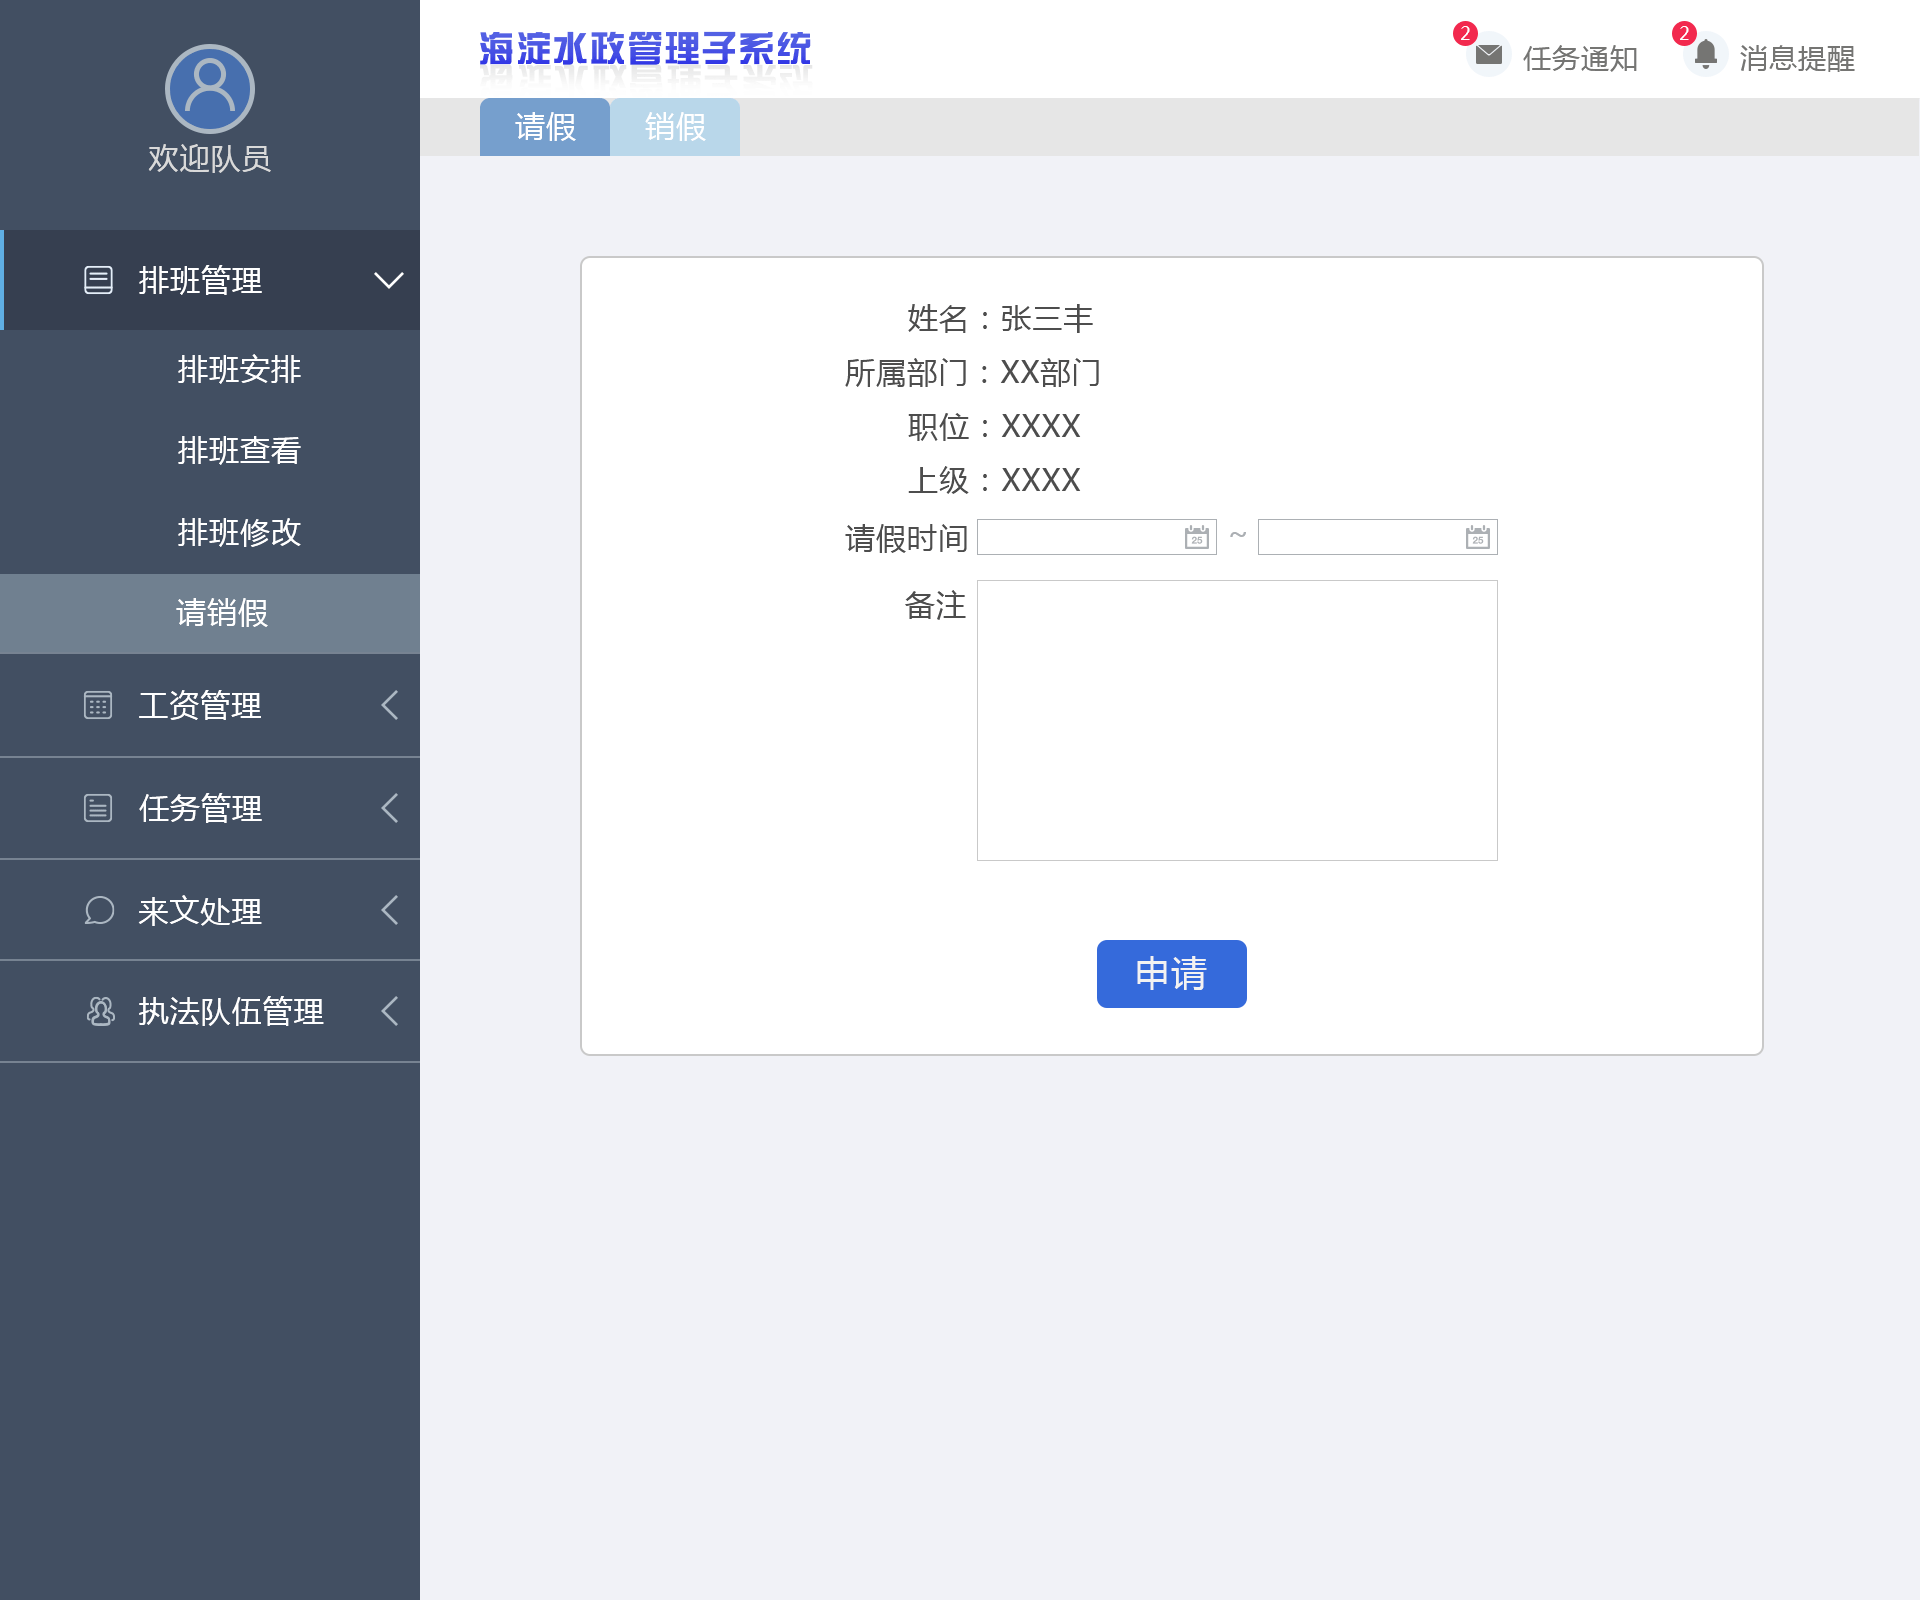 海淀水政管理子系统
2
任务通知
2
消息提醒
欢迎队员
请假
销假
排班管理
排班安排
排班查看
排班修改
请销假
工资管理
任务管理
来文处理
执法队伍管理
姓名：张三丰
所属部门：XX部门
职位：XXXX
上级：XXXX
请假时间 25 ~ 25
备注
申请